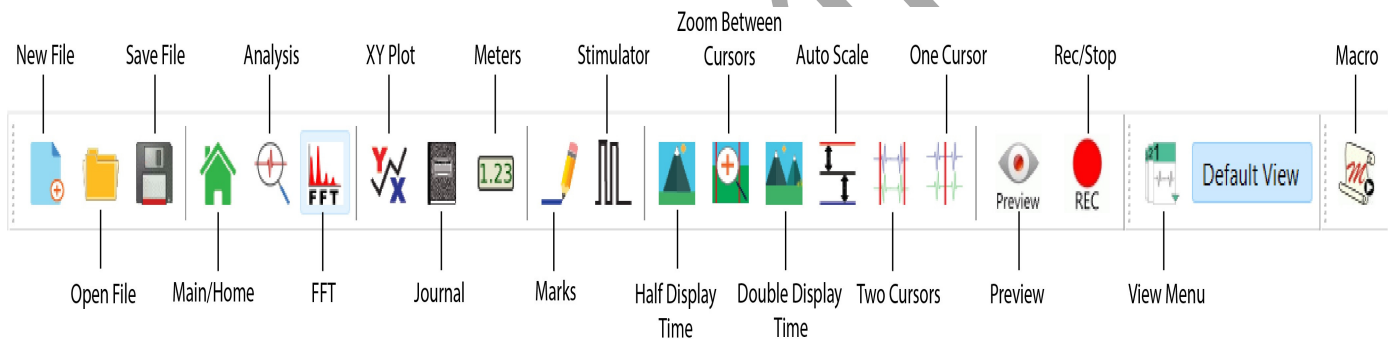 Zoom Between
Cursors
New File
Save File
Analysis
XY Plot
Meters
Stimulator
Auto Scale
One Cursor
Rec/Stop
Macro
FFT
Y
X
1.23
Preview
REC
21
Default View
m
Open File
Main/Home
FFT
Journal
Marks
Half Display
Time
Double Display
Time
Two Cursors
Preview
View Menu